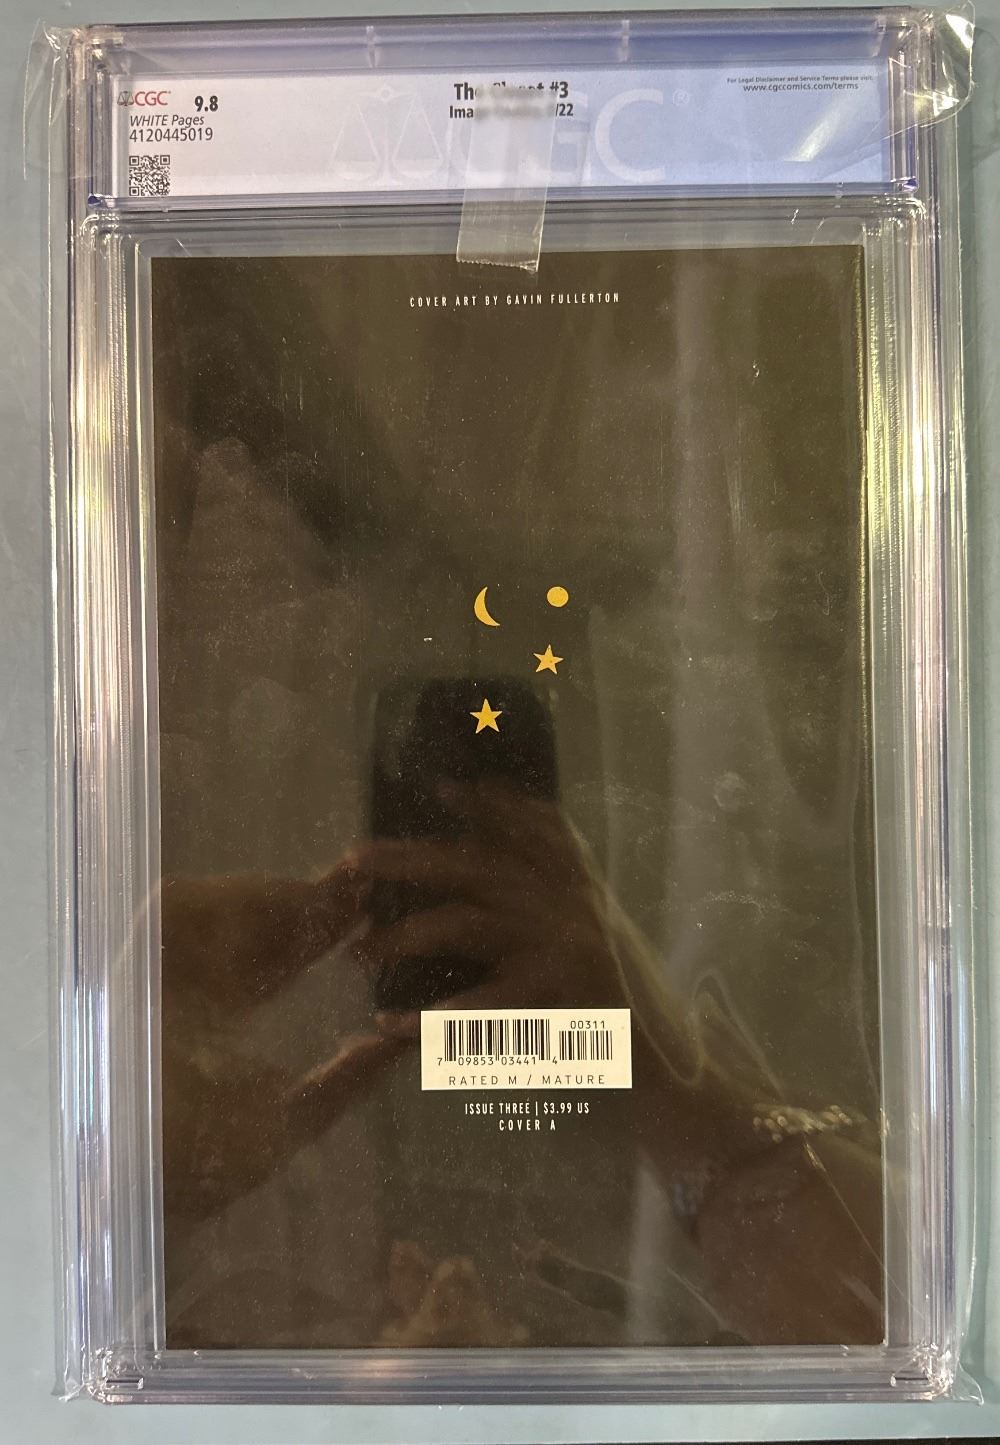 CGC 9.8
WHITE Pages
4120445019
The #3
/22
For Legal Disclaimer and Service Terms please visit:
www.cgccomics.com/terms
CGC
COVER ART BY GAVIN FULLERTON
00311
7 09853 03441 4
RATED M / MATURE
ISSUE THREE | $3.99 US
COVER A